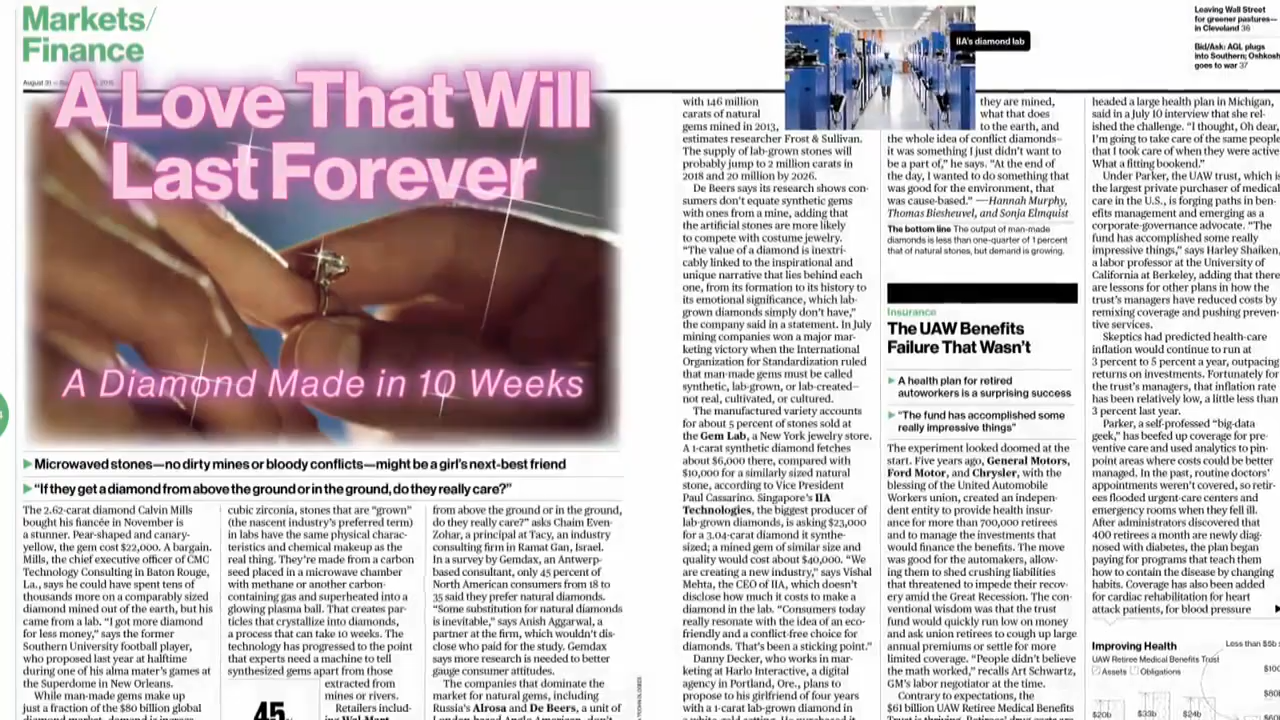 Markets/
Finance
A Love That Will
Last Forever
A Diamond Made in 10 Weeks
Microwaved stones—no dirty mines or bloody conflicts—might be a girl's next-best friend
"If they get a diamond from above the ground or in the ground, do they really care?"
The 2.62-carat diamond Calvin Mills
bought his fiancée in November is
a stunner. Pear-shaped and canary-
yellow, the gem cost $22,000. A bargain.
Mills, the chief executive officer of CMC
Technology Consulting in Baton Rouge,
La., says he could have spent tens of
thousands more on a comparably sized
diamond mined out of the earth, but his
came from a lab. "I got more diamond
for less money," says the former
Southern University football player,
who proposed last year at halftime
during one of his alma mater's games at
the Superdome in New Orleans.
While man-made gems make up
just a fraction of the $80 billion global
cubic zirconia, stones that are "grown"
(the nascent industry's preferred term)
in labs have the same physical charac-
teristics and chemical makeup as the
real thing. They're made from a carbon
seed placed in a microwave chamber
with methane or another carbon-
containing gas and superheated into a
glowing plasma ball. That creates par-
ticles that crystallize into diamonds,
a process that can take 10 weeks. The
technology has progressed to the point
that experts need a machine to tell
synthesized gems apart from those
extracted from
mines or rivers.
Retailers includ-
45
from above the ground or in the ground,
do they really care?" asks Chaim Even-
Zohar, a principal at Tacy, an industry
consulting firm in Ramat Gan, Israel.
In a survey by Gemdax, an Antwerp-
based consultant, only 45 percent of
North American consumers from 18 to
35 said they prefer natural diamonds.
"Some substitution for natural diamonds
is inevitable," says Anish Aggarwal, a
partner at the firm, which wouldn't dis-
close who paid for the study. Gemdax
says more research is needed to better
gauge consumer attitudes.
The companies that dominate the
market for natural gems, including
Russia's Alrosa and De Beers, a unit of
IIA's diamond lab
with 146 million
carats of natural
gems mined in 2013,
estimates researcher Frost & Sullivan.
The supply of lab-grown stones will
probably jump to 2 million carats in
2018 and 20 million by 2026.
De Beers says its research shows con-
sumers don't equate synthetic gems
with ones from a mine, adding that
the artificial stones are more likely
to compete with costume jewelry.
"The value of a diamond is inextri-
cably linked to the inspirational and
unique narrative that lies behind each
one, from its formation to its history to
its emotional significance, which lab-
grown diamonds simply don't have,"
the company said in a statement. In July
mining companies won a major mar-
keting victory when the International
Organization for Standardization ruled
that man-made gems must be called
synthetic, lab-grown, or lab-created—
not real, cultivated, or cultured.
The manufactured variety accounts
for about 5 percent of stones sold at
the Gem Lab, a New York jewelry store.
A 1-carat synthetic diamond fetches
about $6,000 there, compared with
$10,000 for a similarly sized natural
stone, according to Vice President
Paul Cassarino. Singapore's IIA
Technologies, the biggest producer of
lab-grown diamonds, is asking $23,000
for a 3.04-carat diamond it synthe-
sized; a mined gem of similar size and
quality would cost about $40,000. "We
are creating a new industry," says Vishal
Mehta, the CEO of IIA, which doesn't
disclose how much it costs to make a
diamond in the lab. "Consumers today
really resonate with the idea of an eco-
friendly and a conflict-free choice for
diamonds. That's been a sticking point."
Danny Decker, who works in mar-
keting at Hario Interactive, a digital
agency in Portland, Ore., plans to
propose to his girlfriend of four years
with a 1-carat lab-grown diamond in
they are mined,
what that does
to the earth, and
the whole idea of conflict diamonds—
it was something I just didn't want to
be a part of," he says. "At the end of
the day, I wanted to do something that
was good for the environment, that
was cause-based." —Hannah Murphy,
Thomas Biesheuvel, and Sonja Elmquist
The bottom line The output of man-made
diamonds is less than one-quarter of 1 percent
that of natural stones, but demand is growing.
Insurance
The UAW Benefits
Failure That Wasn't
A health plan for retired
autoworkers is a surprising success
"The fund has accomplished some
really impressive things"
The experiment looked doomed at the
start. Five years ago, General Motors,
Ford Motor, and Chrysler, with the
blessing of the United Automobile
Workers union, created an indepen-
dent entity to provide health insur-
ance for more than 700,000 retirees
and to manage the investments that
would finance the benefits. The move
was good for the automakers, allow-
ing them to shed crushing liabilities
that threatened to impede their recov-
ery amid the Great Recession. The con-
ventional wisdom was that the trust
fund would quickly run low on money
and ask union retirees to cough up large
annual premiums or settle for more
limited coverage. "People didn't believe
the math worked," recalls Art Schwartz,
GM's labor negotiator at the time.
Contrary to expectations, the
$61 billion UAW Retiree Medical Benefits
Leaving Wall Street
for greener pastures—
in Cleveland 36
Bid/Ask: AGL plugs
into Southern; Oshkosh
goes to war 37
headed a large health plan in Michigan,
said in a July 10 interview that she rel-
ished the challenge. "I thought, Oh dear,
I'm going to take care of the same people
that I took care of when they were active.
What a fitting bookend."
Under Parker, the UAW trust, which is
the largest private purchaser of medical
care in the U.S., is forging paths in ben-
efits management and emerging as a
corporate-governance advocate. "The
fund has accomplished some really
impressive things," says Harley Shaiken,
a labor professor at the University of
California at Berkeley, adding that there
are lessons for other plans in how the
trust's managers have reduced costs by
remixing coverage and pushing preven-
tive services.
Skeptics had predicted health-care
inflation would continue to run at
3 percent to 5 percent a year, outpacing
returns on investments. Fortunately for
the trust's managers, that inflation rate
has been relatively low, a little less than
3 percent last year.
Parker, a self-professed "big-data
geek," has beefed up coverage for pre-
ventive care and used analytics to pin-
point areas where costs could be better
managed. In the past, routine doctors'
appointments weren't covered, so retir-
ees flooded urgent-care centers and
emergency rooms when they fell ill.
After administrators discovered that
400 retirees a month are newly diag-
nosed with diabetes, the plan began
paying for programs that teach them
how to contain the disease by changing
habits. Coverage has also been added
for cardiac rehabilitation for heart
attack patients, for blood pressure
Improving Health
UAW Retiree Medical Benefits Trust
Assets Obligations
Less than $5b
$20b $33b $24b